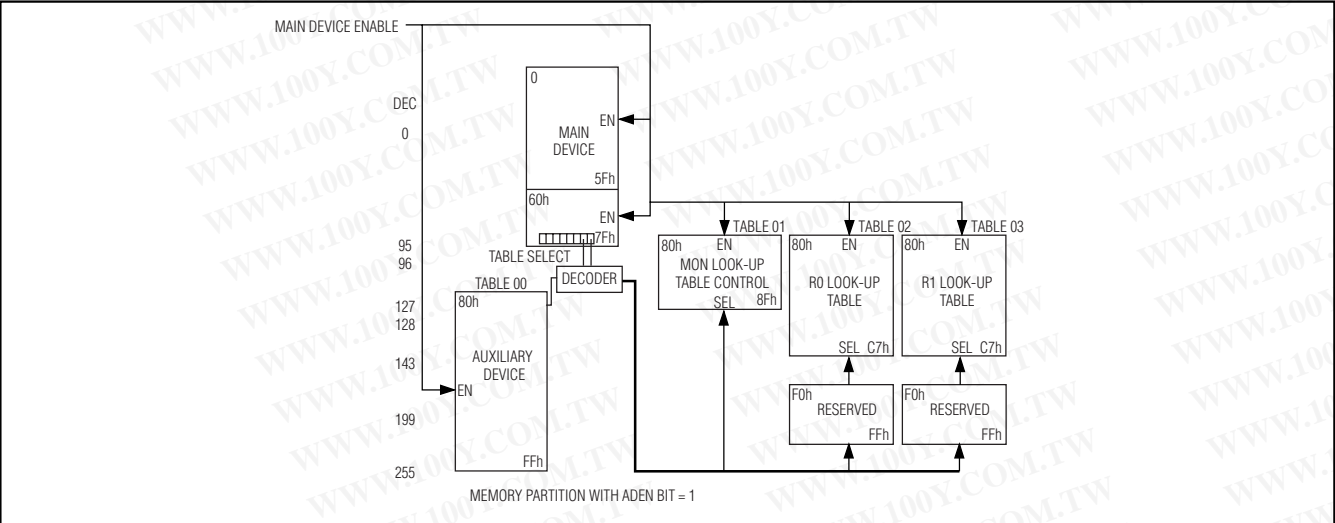 MAIN DEVICE ENABLE
0
DEC
EN
0
MAIN
DEVICE
5Fh
60h
EN
7Fh
TABLE 01
TABLE 02
TABLE 03
80h
EN
80h
EN
80h
EN
95
96
TABLE SELECT
MON LOOK-UP
TABLE CONTROL
R0 LOOK-UP
TABLE
R1 LOOK-UP
TABLE
TABLE 00
DECODER
80h
SEL
8Fh
127
128
SEL C7h
SEL C7h
143
AUXILIARY
DEVICE
EN
F0h
RESERVED
FFh
F0h
RESERVED
FFh
199
FFh
255
MEMORY PARTITION WITH ADEN BIT = 1
WWW.100Y.COM.TW